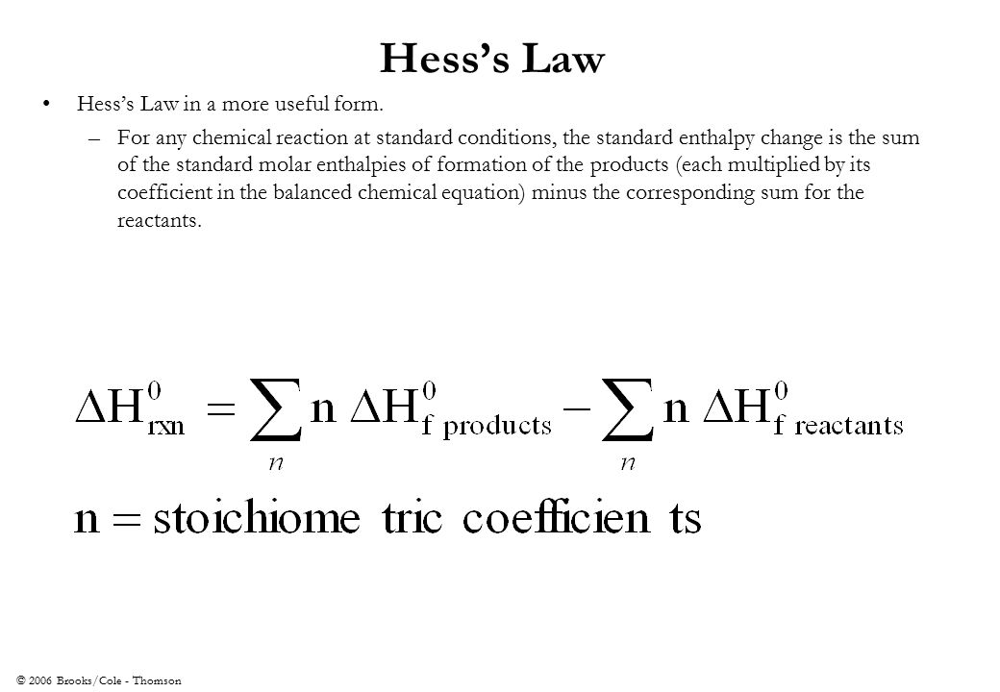 Hess’s Law
• Hess’s Law in a more useful form.
– For any chemical reaction at standard conditions, the standard enthalpy change is the sum
of the standard molar enthalpies of formation of the products (each multiplied by its
coefficient in the balanced chemical equation) minus the corresponding sum for the
reactants.
ΔH⁰rxn = ∑n n ΔH⁰f products − ∑n n ΔH⁰f reactants
n = stoichiome tric coefficien ts
© 2006 Brooks/Cole - Thomson